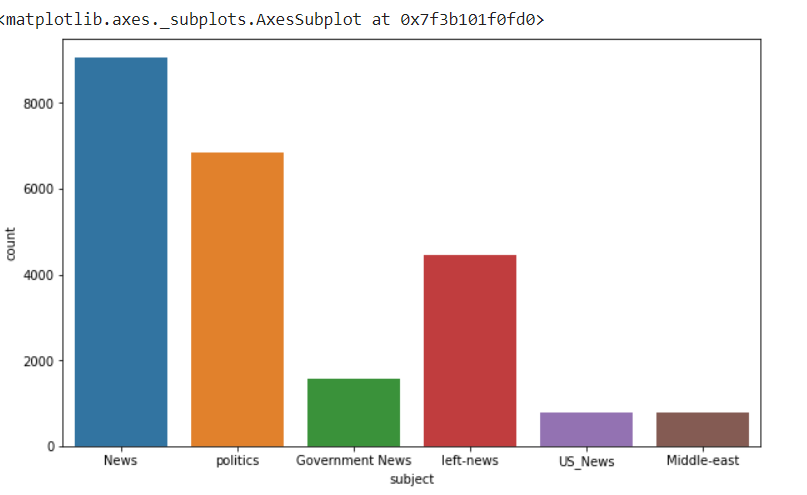 <matplotlib.axes._subplots.AxesSubplot at 0x7f3b101f0fd0>
8000
6000
4000
2000
0
count
News politics Government News left-news US_News Middle-east
subject